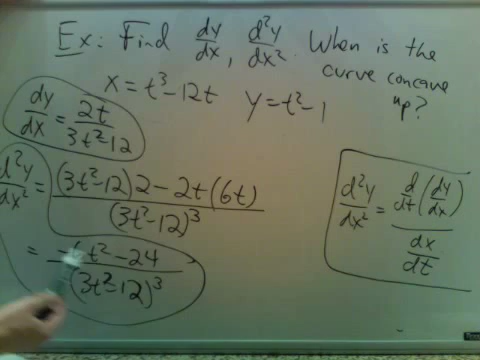 Ex: Find dy/dx, d²y/dx². When is the
curve concave
up?
x = t³ - 12t
y = t² - 1
dy/dx = 2t/(3t² - 12)
d²y/dx² = ((3t² - 12)2 - 2t(6t))/(3t² - 12)³
= (-6t² - 24)/(3t² - 12)³
d²y/dx² = (d/dt(dy/dx))/(dx/dt)